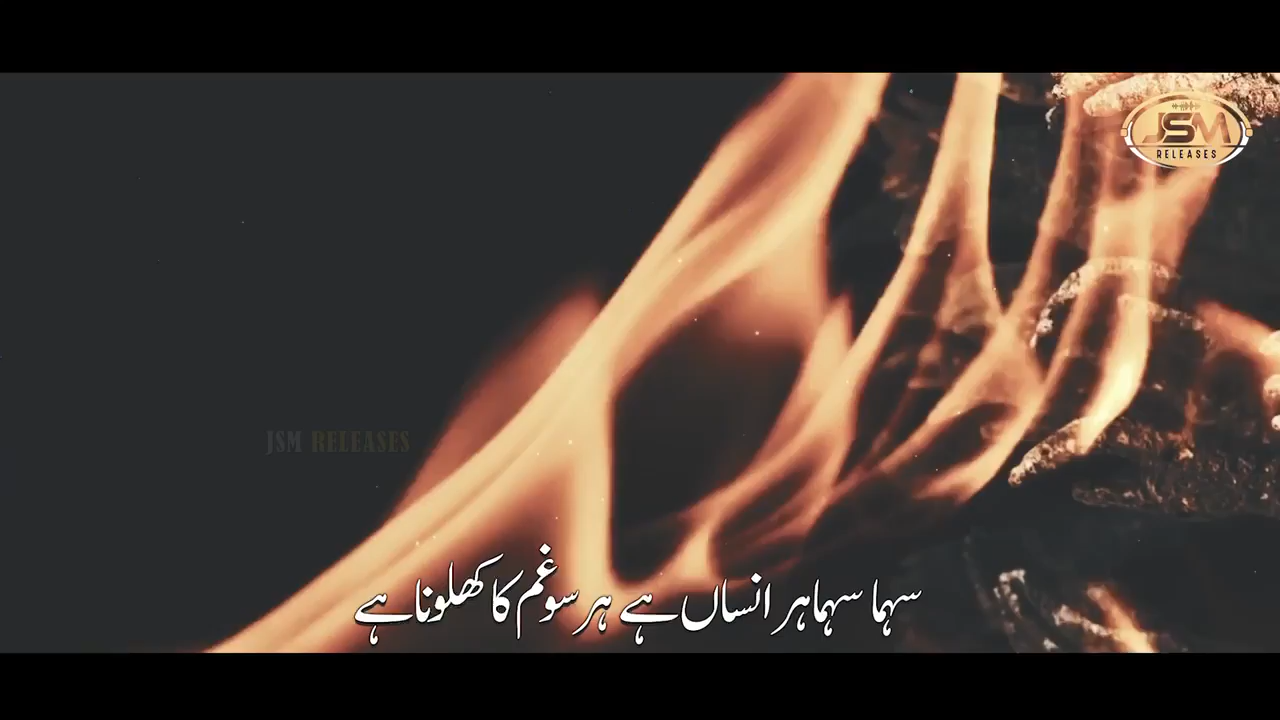 JSM
RELEASES
JSM RELEASES
سہما سہما ہر انساں ہے ہر سو غم کا کھلونا ہے